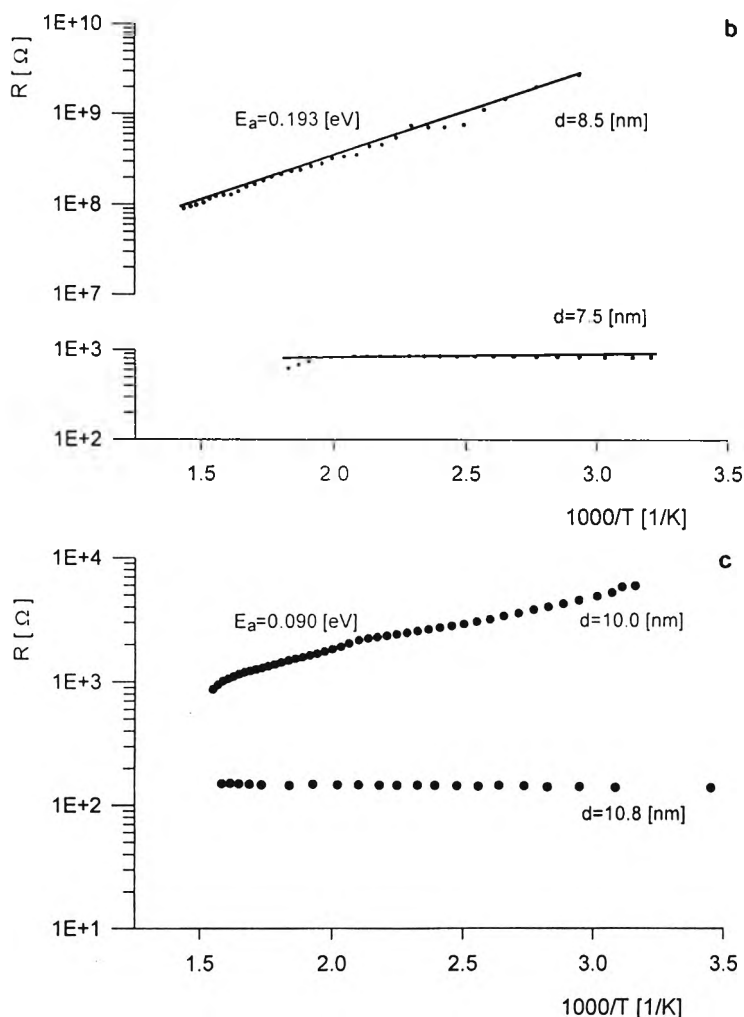 b
1E+10
R [Ω]
1E+9
1E+8
1E+7
Ea=0.193 [eV]
d=8.5 [nm]
d=7.5 [nm]
1E+3
1E+2
1.5 2.0 2.5 3.0 3.5
1000/T [1/K]
c
1E+4
R [Ω]
1E+3
1E+2
1E+1
Ea=0.090 [eV]
d=10.0 [nm]
d=10.8 [nm]
1.5 2.0 2.5 3.0 3.5
1000/T [1/K]